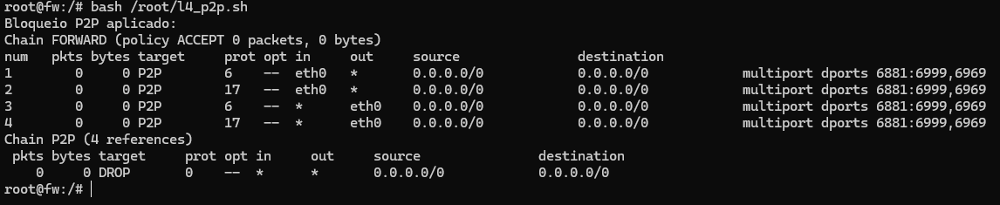 root@fw:/# bash /root/l4_p2p.sh
Bloqueio P2P aplicado:
Chain FORWARD (policy ACCEPT 0 packets, 0 bytes)
num   pkts bytes target     prot opt in     out     source               destination
1        0     0 P2P        6    --  eth0   *       0.0.0.0/0            0.0.0.0/0            multiport dports 6881:6999,6969
2        0     0 P2P        17   --  eth0   *       0.0.0.0/0            0.0.0.0/0            multiport dports 6881:6999,6969
3        0     0 P2P        6    --  *      eth0    0.0.0.0/0            0.0.0.0/0            multiport dports 6881:6999,6969
4        0     0 P2P        17   --  *      eth0    0.0.0.0/0            0.0.0.0/0            multiport dports 6881:6999,6969
Chain P2P (4 references)
 pkts bytes target     prot opt in     out     source               destination
    0     0 DROP       0    --  *      *       0.0.0.0/0            0.0.0.0/0
root@fw:/#